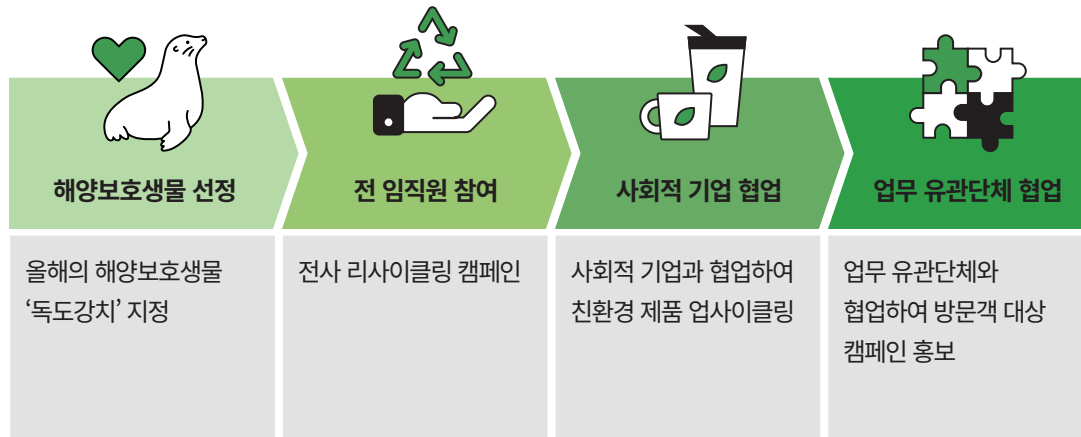 해양보호생물 선정
전 임직원 참여
사회적 기업 협업
업무 유관단체 협업
올해의 해양보호생물
‘독도강치’ 지정
전사 리사이클링 캠페인
사회적 기업과 협업하여
친환경 제품 업사이클링
업무 유관단체와
협업하여 방문객 대상
캠페인 홍보